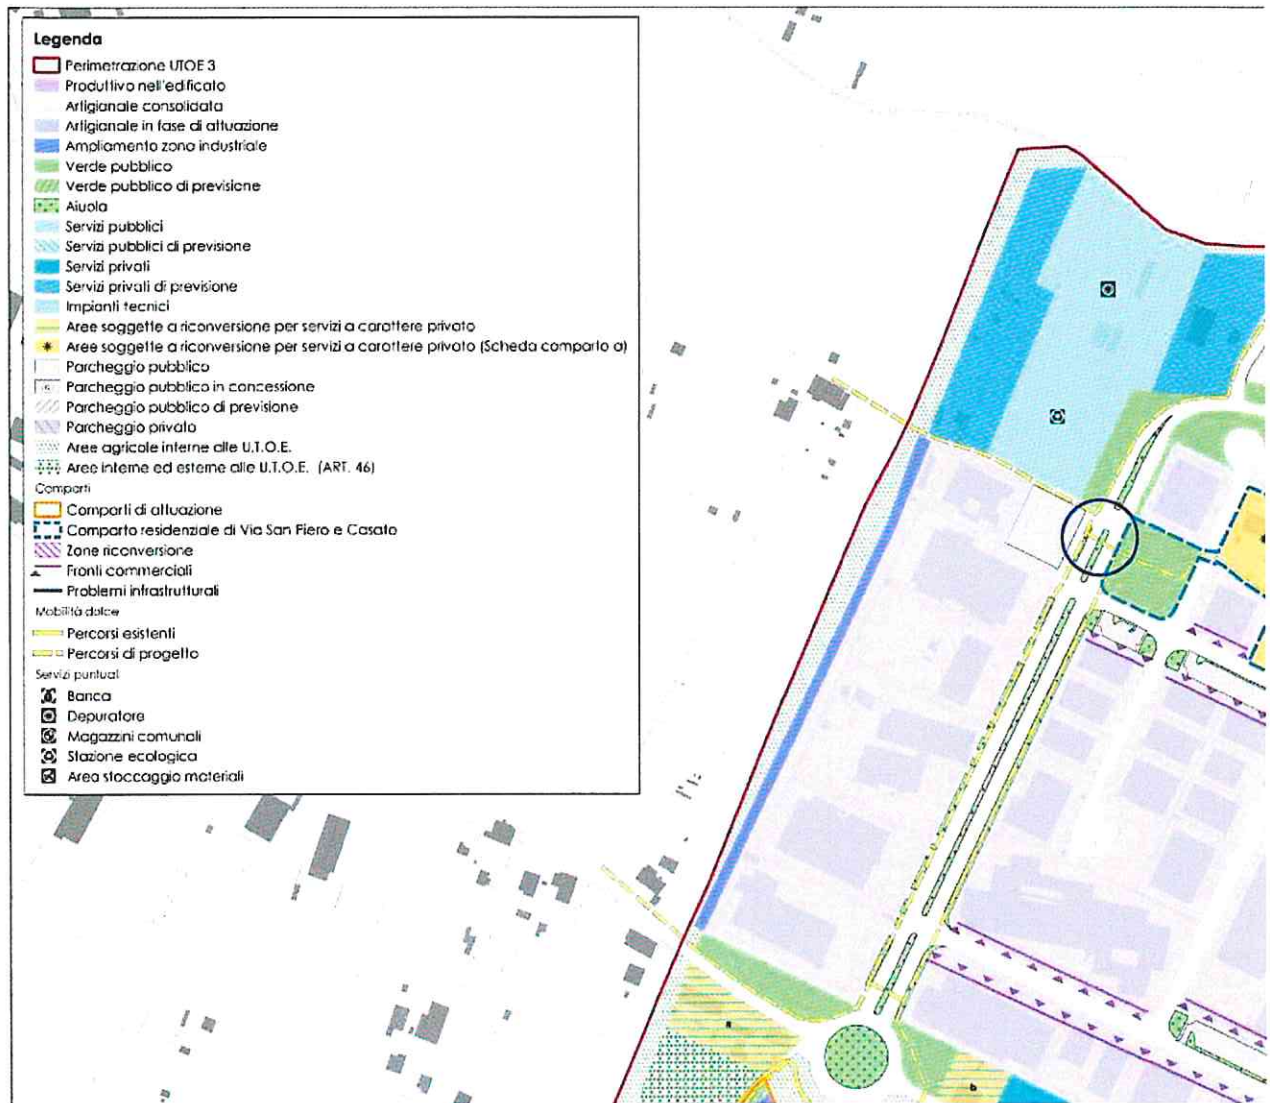 Legenda
Perimetrazione UTOE 3
Produttivo nell'edificato
Artigianale consolidata
Artigianale in fase di attuazione
Ampliamento zona industriale
Verde pubblico
Verde pubblico di previsione
Aiuola
Servizi pubblici
Servizi pubblici di previsione
Servizi privati
Servizi privati di previsione
Impianti tecnici
Aree soggette a riconversione per servizi a carattere privato
Aree soggette a riconversione per servizi a carattere privato (Scheda comparto a)
Parcheggio pubblico
Parcheggio pubblico in concessione
Parcheggio pubblico di previsione
Parcheggio privato
Aree agricole interne alle U.T.O.E.
Aree interne ed esterne alle U.T.O.E. (ART. 46)
Comparti
Comparti di attuazione
Comparto residenziale di Via San Piero e Casato
Zone riconversione
Fronti commerciali
Problemi infrastrutturali
Mobilità dolce
Percorsi esistenti
Percorsi di progetto
Servizi puntuali
Banca
Depuratore
Magazzini comunali
Stazione ecologica
Area stoccaggio materiali
a
b